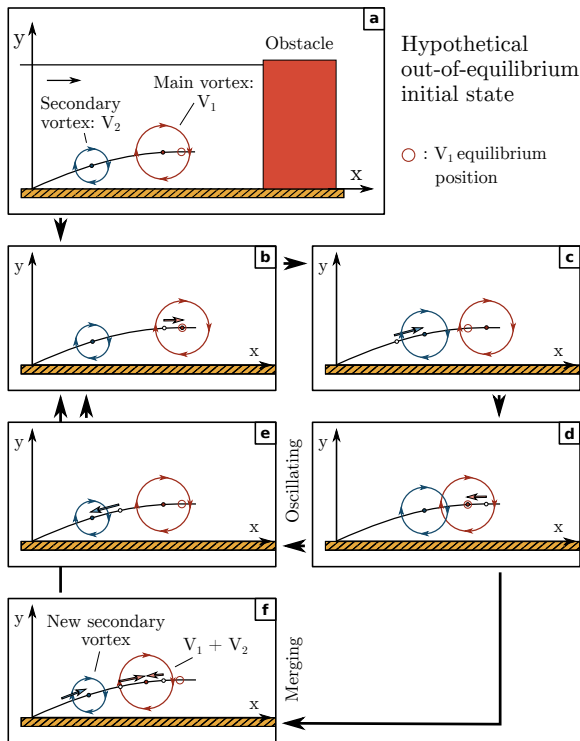 a
y
Obstacle
Hypothetical
out-of-equilibrium
initial state
Main vortex:
V1
Secondary
vortex: V2
: V1 equilibrium
position
x
b
y
x
c
y
x
e
y
x
Oscillating
d
y
x
f
y
New secondary
vortex
V1 + V2
x
Merging